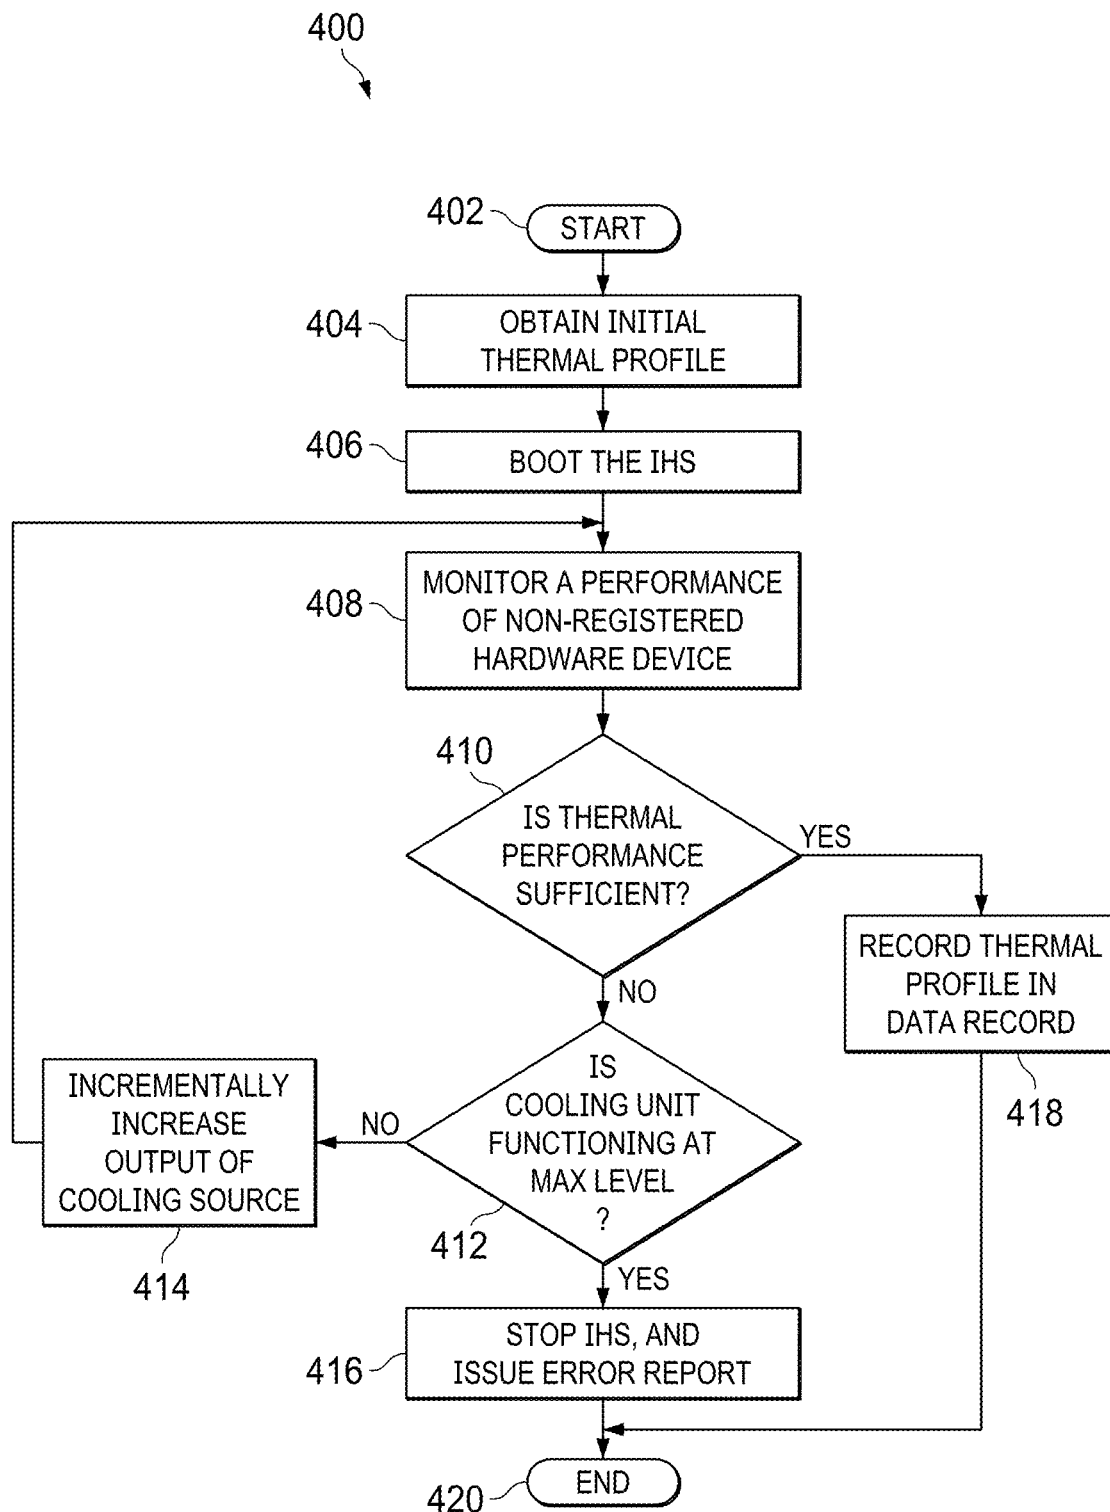 400
402
START
404
OBTAIN INITIAL
THERMAL PROFILE
406
BOOT THE IHS
408
MONITOR A PERFORMANCE
OF NON-REGISTERED
HARDWARE DEVICE
410
IS THERMAL
PERFORMANCE
SUFFICIENT?
YES
NO
RECORD THERMAL
PROFILE IN
DATA RECORD
418
IS
COOLING UNIT
FUNCTIONING AT
MAX LEVEL
?
412
NO
INCREMENTALLY
INCREASE
OUTPUT OF
COOLING SOURCE
414
YES
416
STOP IHS, AND
ISSUE ERROR REPORT
420
END